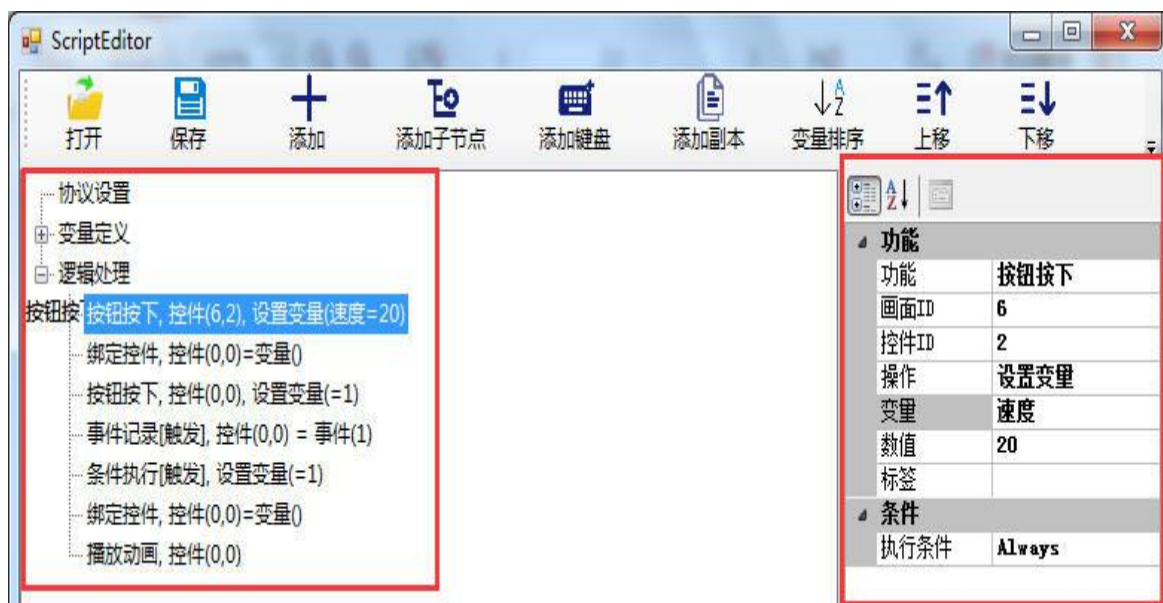 ScriptEditor
打开 保存 添加 添加子节点 添加键盘 添加副本 变量排序 上移 下移
协议设置
变量定义
逻辑处理
按钮按 按钮按下, 控件(6,2), 设置变量(速度=20)
绑定控件, 控件(0,0)=变量()
按钮按下, 控件(0,0), 设置变量(=1)
事件记录[触发], 控件(0,0) = 事件(1)
条件执行[触发], 设置变量(=1)
绑定控件, 控件(0,0)=变量()
播放动画, 控件(0,0)
功能
功能 按钮按下
画面ID 6
控件ID 2
操作 设置变量
变量 速度
数值 20
标签
条件
执行条件 Always